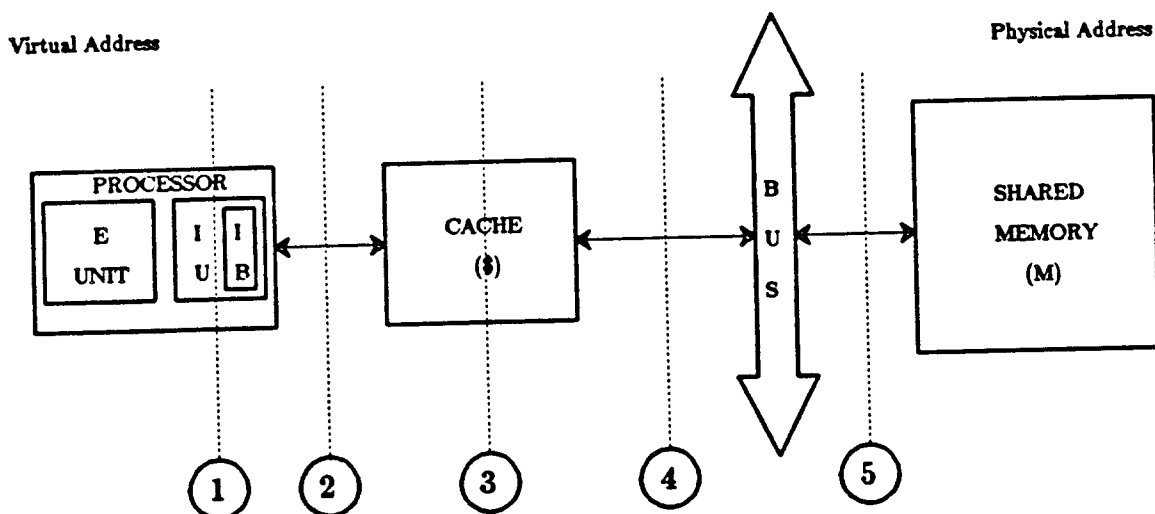 Virtual Address
Physical Address
PROCESSOR
E
UNIT
I
U
I
B
CACHE
($)
B
U
S
SHARED
MEMORY
(M)
1
2
3
4
5